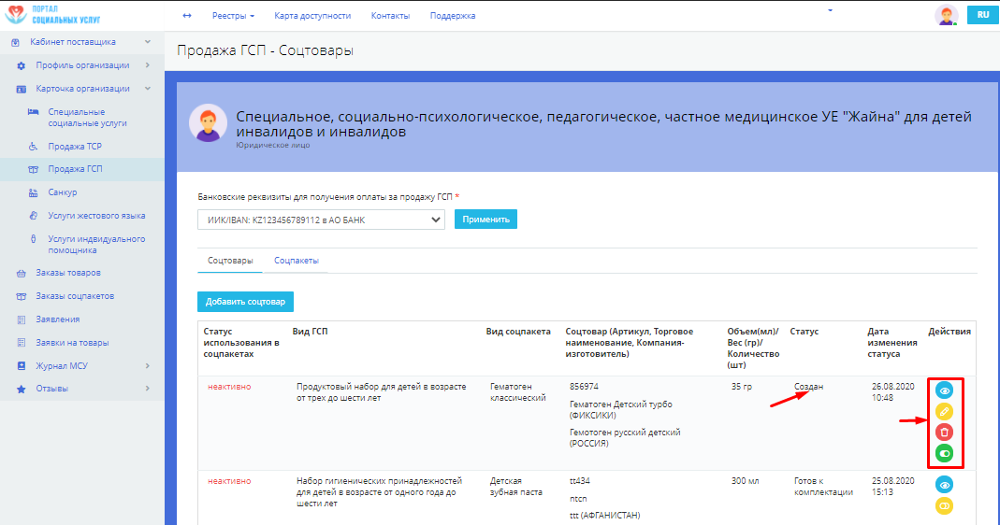 ПОРТАЛ
СОЦИАЛЬНЫХ УСЛУГ
Реестры
Карта доступности
Контакты
Поддержка
RU
Кабинет поставщика
Профиль организации
Карточка организации
Специальные
социальные услуги
Продажа ТСР
Продажа ГСП
Санкур
Услуги жестового языка
Услуги индвидуального
помощника
Заказы товаров
Заказы соцпакетов
Заявления
Заявки на товары
Журнал МСУ
Отзывы
Продажа ГСП - Соцтовары
Специальное, социально-психологическое, педагогическое, частное медицинское УЕ "Жайна" для детей
инвалидов и инвалидов
Юридическое лицо
Банковские реквизиты для получения оплаты за продажу ГСП *
ИИК/IBAN: KZ123456789112 в АО БАНК
Применить
Соцтовары
Соцпакеты
Добавить соцтовар
Статус
использования в
соцпакетах
Вид ГСП
Вид соцпакета
Соцтовар (Артикул, Торговое
наименование, Компания-
изготовитель)
Объем(мл)/
Вес (гр)/
Количество
(шт)
Статус
Дата
изменения
статуса
Действия
неактивно
Продуктовый набор для детей в возрасте
от трех до шести лет
Гематоген
классический
856974
Гематоген Детский турбо
(ФИКСИКИ)
Гемотоген русский детский
(РОССИЯ)
35 гр
Создан
26.08.2020
10:48
неактивно
Набор гигиенических принадлежностей
для детей в возрасте от одного года до
шести лет
Детская
зубная паста
tt434
ntcn
ttt (АФГАНИСТАН)
300 мл
Готов к
комплектации
25.08.2020
15:13